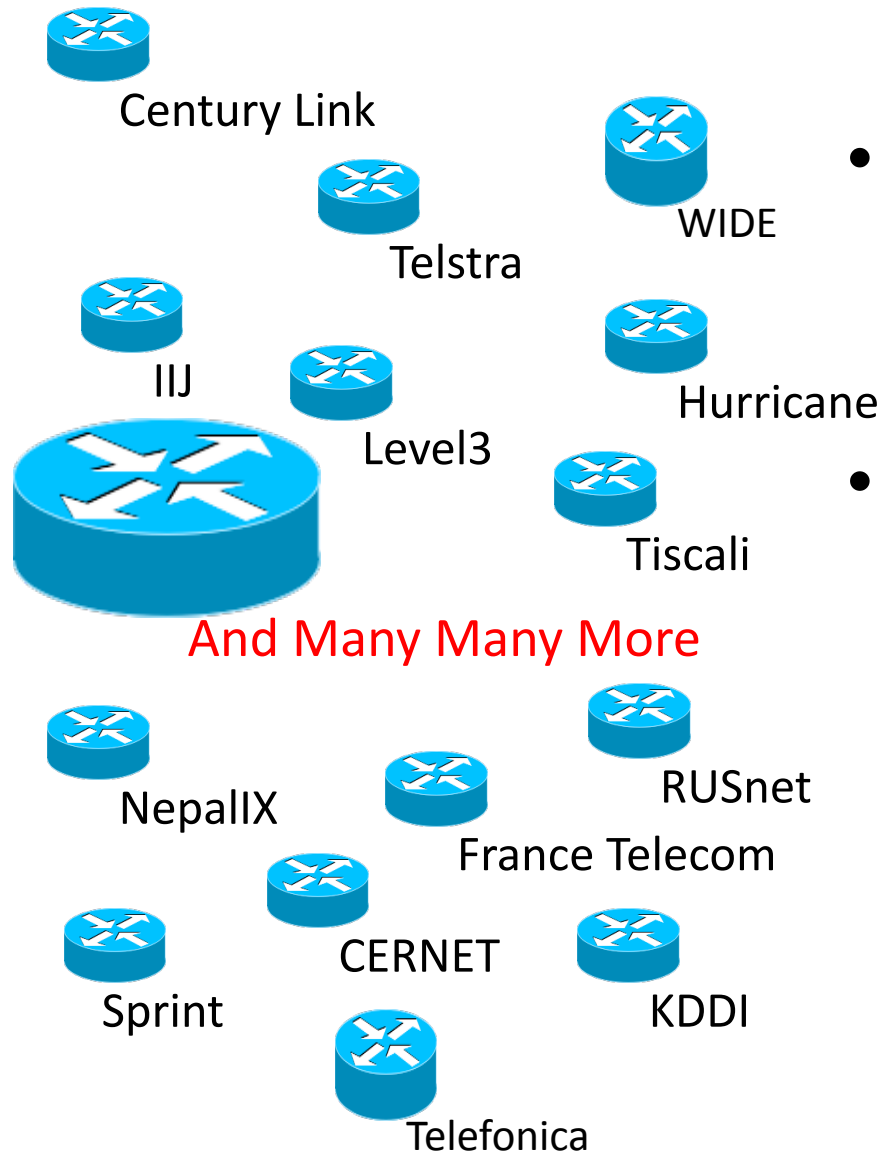 Century Link
WIDE
Telstra
IIJ
Hurricane
Level3
Tiscali
And Many Many More
RUSnet
NepalIX
France Telecom
CERNET
Sprint
KDDI
Telefonica